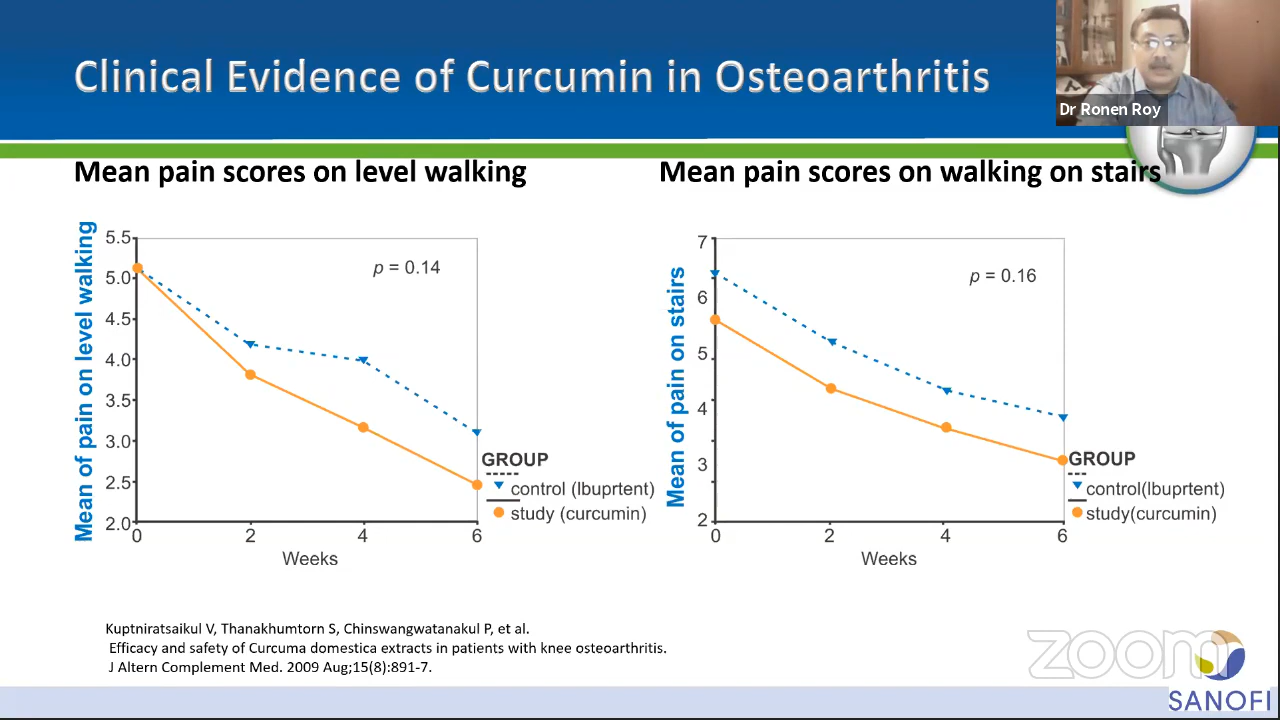 Clinical Evidence of Curcumin in Osteoarthritis
Dr Ronen Roy
Mean pain scores on level walking
Mean of pain on level walking
5.5
5.0
4.5
4.0
3.5
3.0
2.5
2.0
p = 0.14
0 2 4 6
Weeks
GROUP
control (lbuprtent)
study (curcumin)
Mean pain scores on walking on stairs
Mean of pain on stairs
7
6
5
4
3
2
p = 0.16
0 2 4 6
Weeks
GROUP
control(lbuprtent)
study(curcumin)
Kuptniratsaikul V, Thanakhumtorn S, Chinswangwatanakul P, et al.
Efficacy and safety of Curcuma domestica extracts in patients with knee osteoarthritis.
J Altern Complement Med. 2009 Aug;15(8):891-7.
zoom
SANOFI